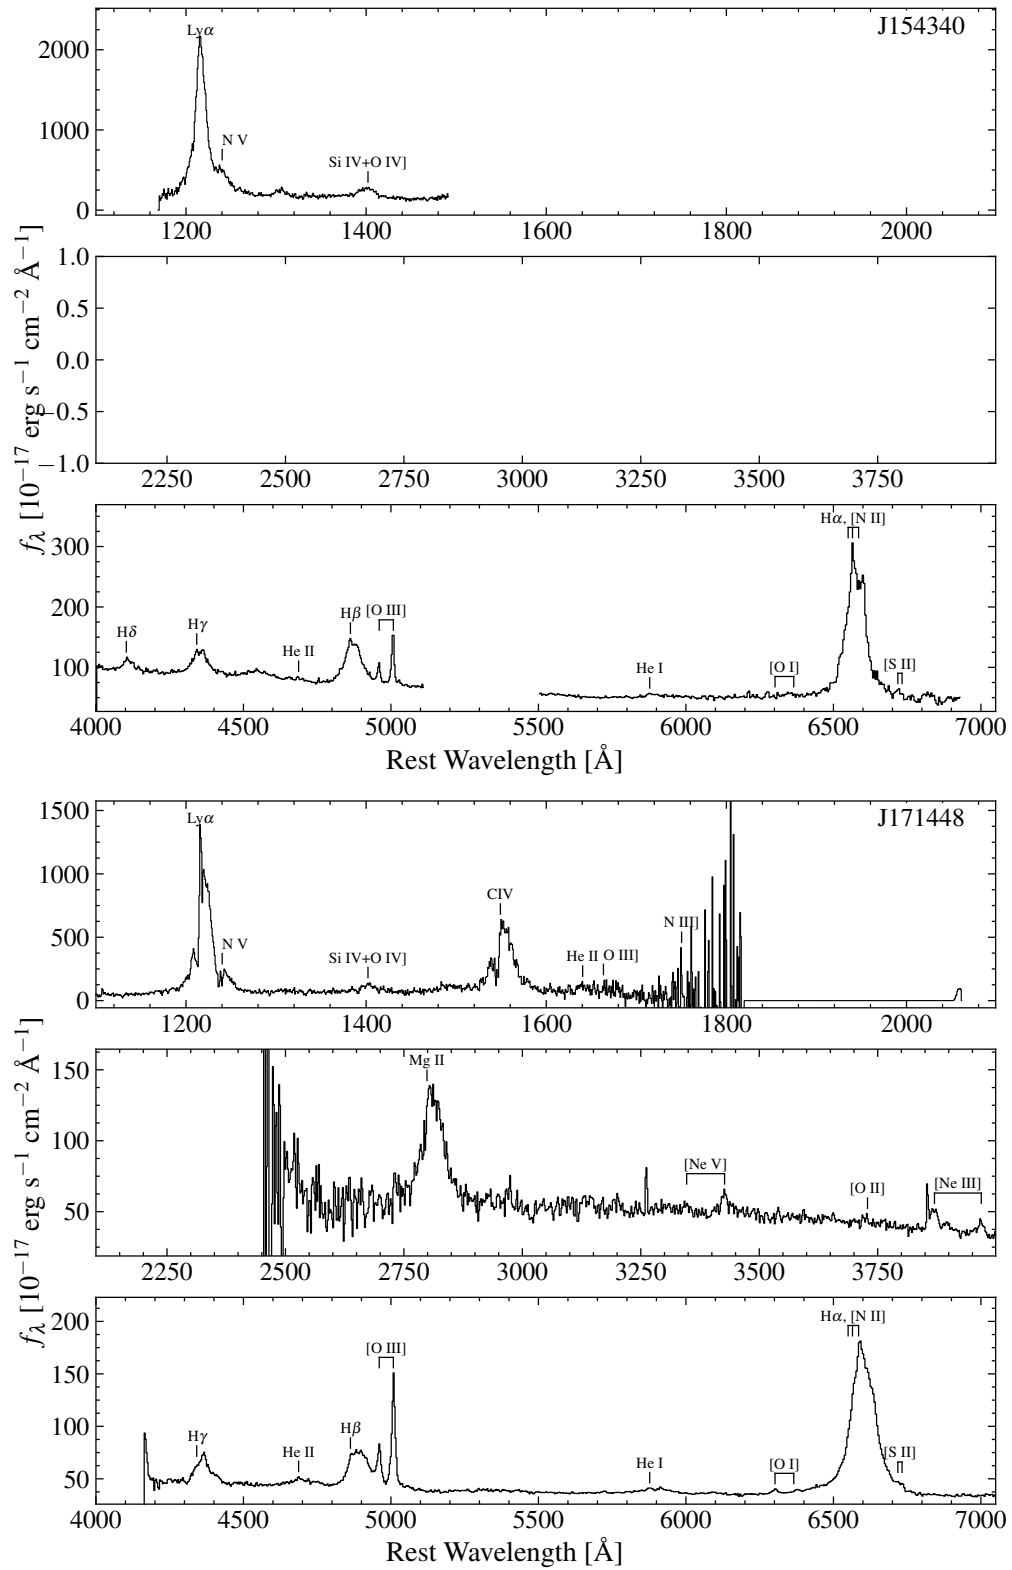 J154340
Lyα
N V
Si IV+O IV]
2000
1000
0
1200 1400 1600 1800 2000
1.0
0.5
0.0
−0.5
−1.0
2250 2500 2750 3000 3250 3500 3750
fλ [10−17 erg s−1 cm−2 Å−1]
Hδ Hγ He II Hβ [O III] He I [O I] Hα, [N II] [S II]
300
200
100
4000 4500 5000 5500 6000 6500 7000
Rest Wavelength [Å]
J171448
Lyα
N V
Si IV+O IV]
CIV
He II O III]
N III]
1500
1000
500
0
1200 1400 1600 1800 2000
Mg II
[Ne V]
[O II]
[Ne III]
150
100
50
2250 2500 2750 3000 3250 3500 3750
fλ [10−17 erg s−1 cm−2 Å−1]
Hγ He II Hβ [O III] He I [O I] Hα, [N II] [S II]
200
150
100
50
4000 4500 5000 5500 6000 6500 7000
Rest Wavelength [Å]